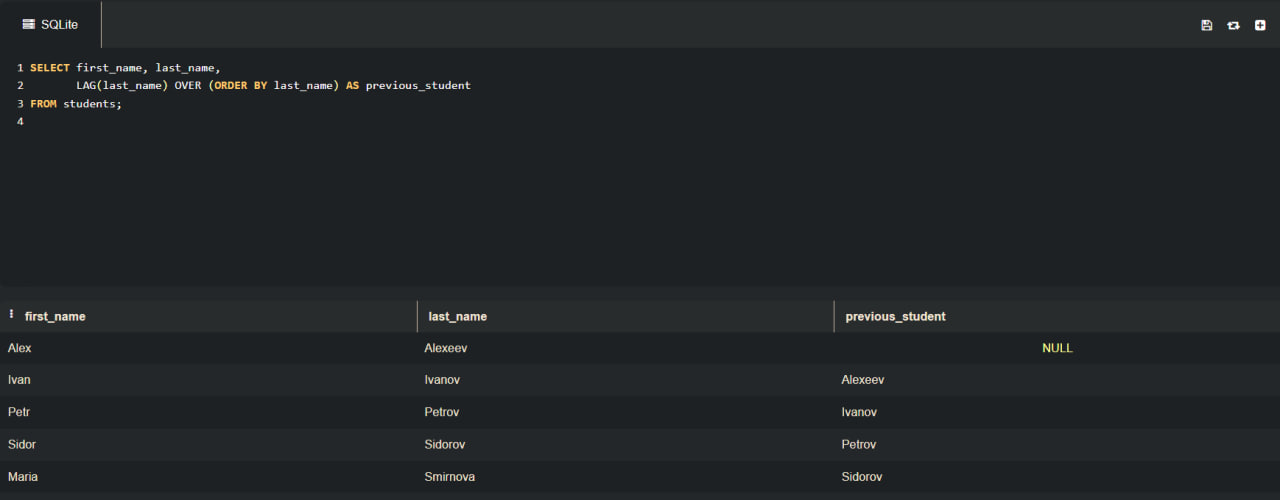 SQLite
1 SELECT first_name, last_name,
2 LAG(last_name) OVER (ORDER BY last_name) AS previous_student
3 FROM students;
4
first_name last_name previous_student
Alex Alexeev NULL
Ivan Ivanov Alexeev
Petr Petrov Ivanov
Sidor Sidorov Petrov
Maria Smirnova Sidorov